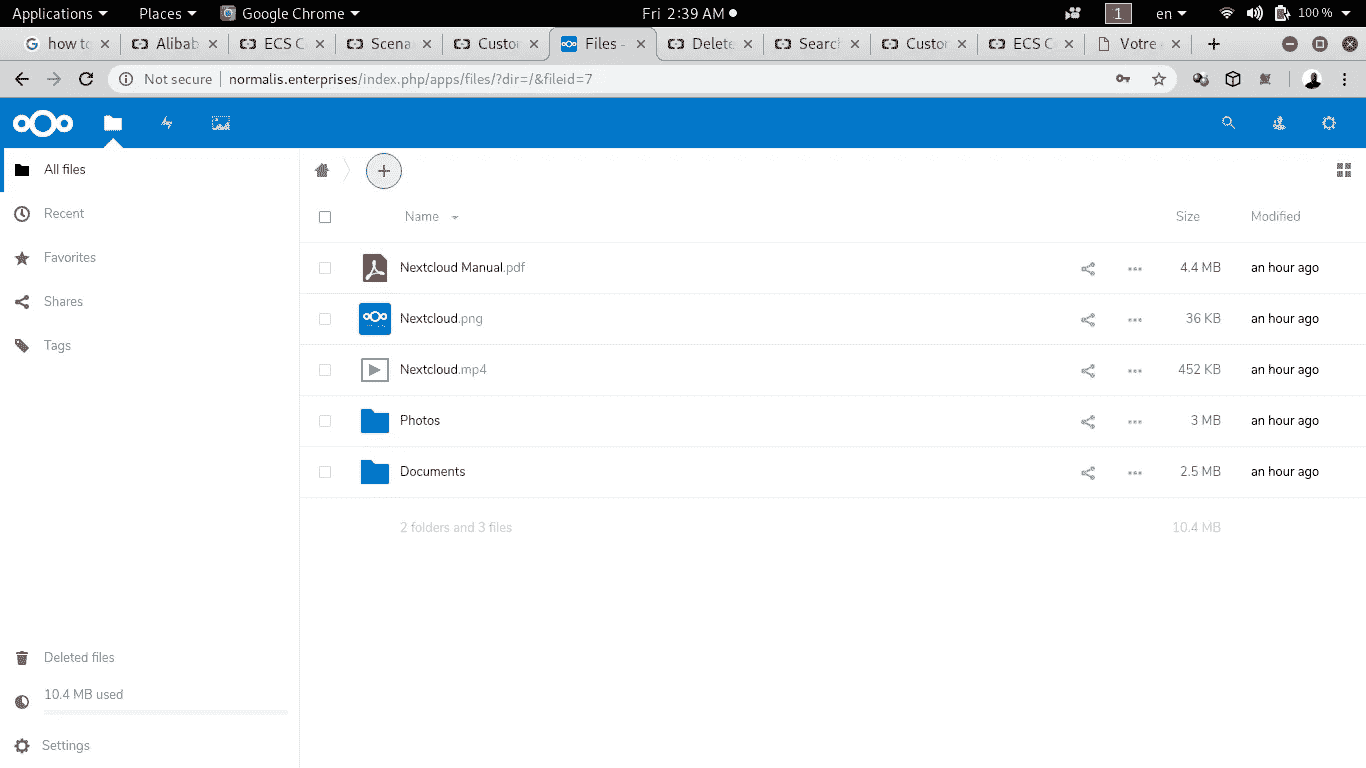 Applications Places Google Chrome Fri 2:39 AM 1 en 100 %
how to Alibab ECS C Scena Custo Files - Delete Search Custor ECS C Votre
Not secure normalis.enterprises/index.php/apps/files/?dir=/&fileid=7
All files
Recent
Favorites
Shares
Tags
Deleted files
10.4 MB used
Settings
Name Size Modified
Nextcloud Manual.pdf 4.4 MB an hour ago
Nextcloud.png 36 KB an hour ago
Nextcloud.mp4 452 KB an hour ago
Photos 3 MB an hour ago
Documents 2.5 MB an hour ago
2 folders and 3 files 10.4 MB